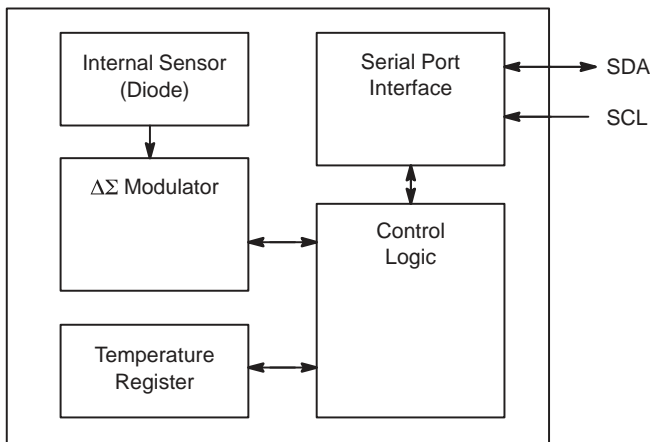 Internal Sensor
(Diode)
Serial Port
Interface
SDA
SCL
ΔΣ Modulator
Control
Logic
Temperature
Register